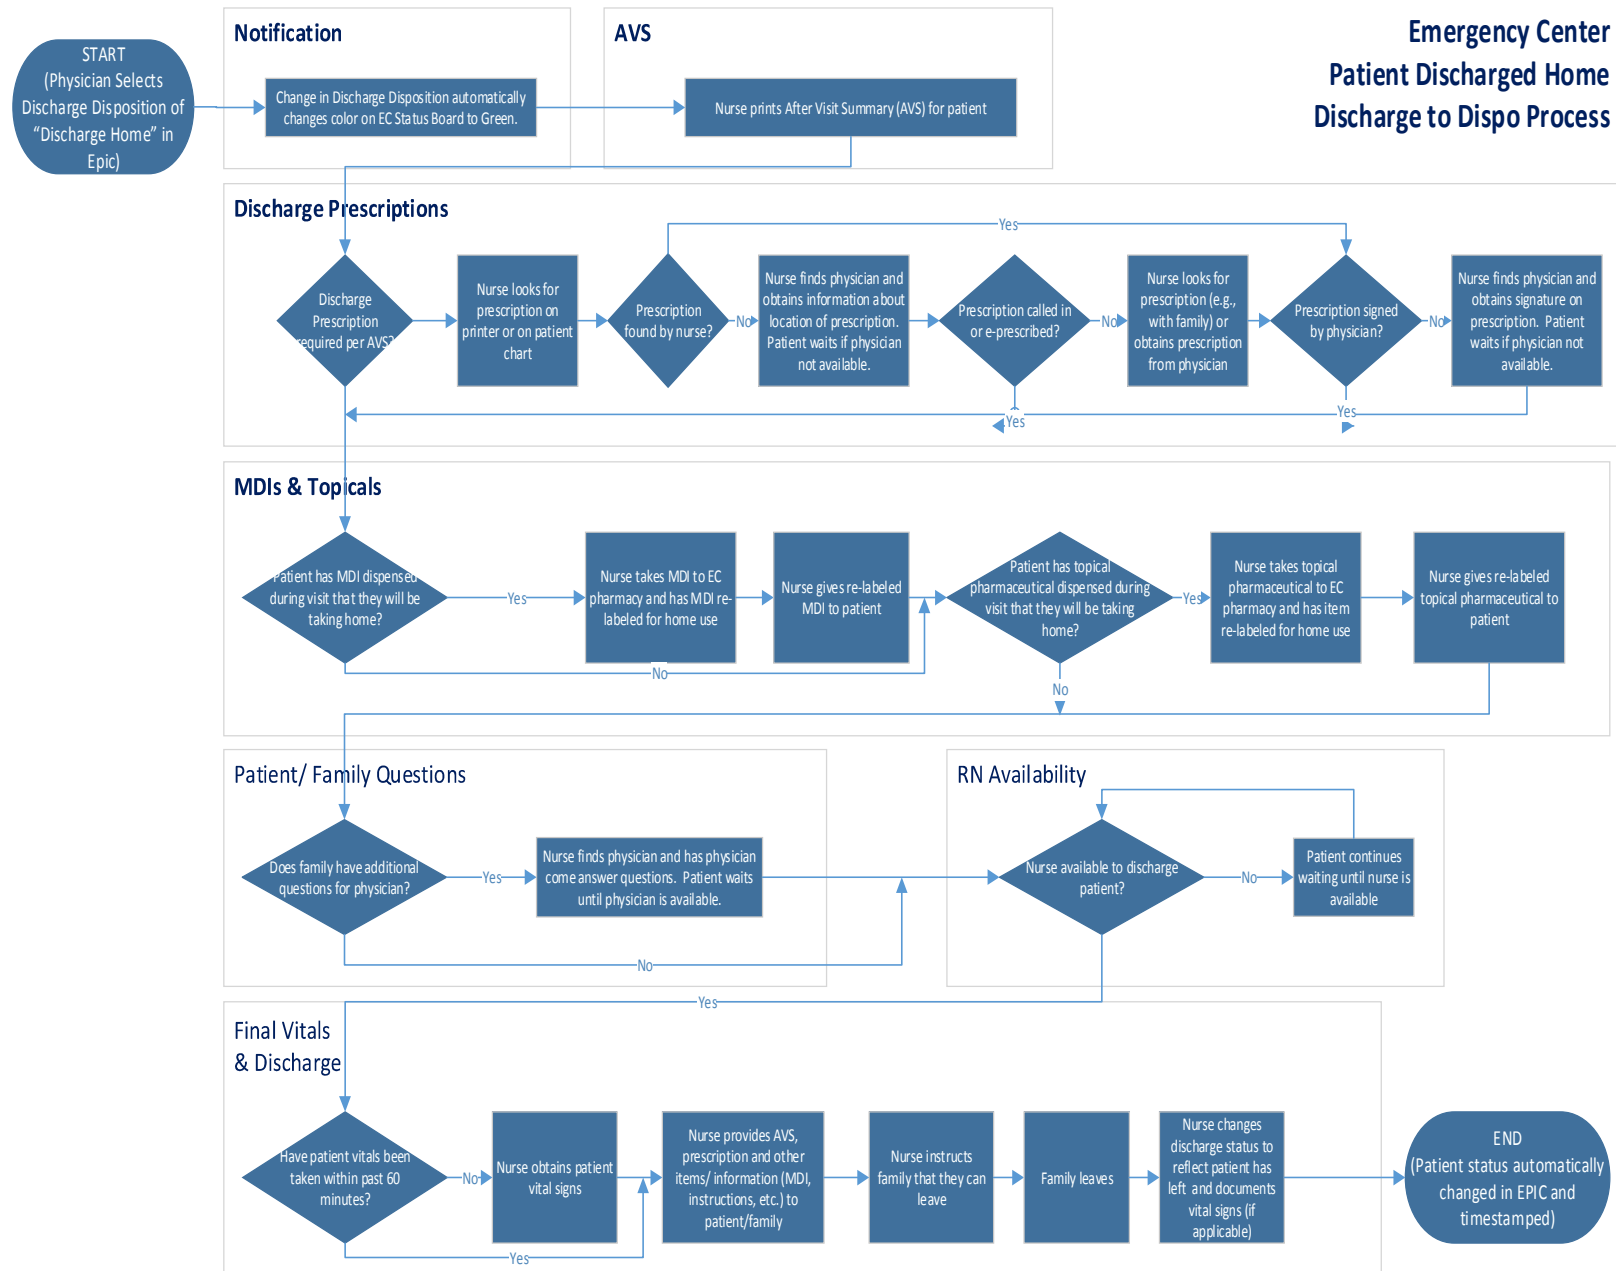 Emergency Center
Patient Discharged Home
Discharge to Dispo Process
START
(Physician Selects
Discharge Disposition of
“Discharge Home” in
Epic)
Notification
Change in Discharge Disposition automatically
changes color on EC Status Board to Green.
AVS
Nurse prints After Visit Summary (AVS) for patient
Discharge Prescriptions
Discharge
Prescription
required per AVS?
Nurse looks for
prescription on
printer or on patient
chart
Prescription
found by nurse?
Yes
No
Nurse finds physician and
obtains information about
location of prescription.
Patient waits if physician
not available.
Prescription called in
or e-prescribed?
No
Yes
Nurse looks for
prescription (e.g.,
with family) or
obtains prescription
from physician
Prescription signed
by physician?
No
Yes
Nurse finds physician and
obtains signature on
prescription. Patient
waits if physician not
available.
MDIs & Topicals
Patient has MDI dispensed
during visit that they will be
taking home?
Yes
No
Nurse takes MDI to EC
pharmacy and has MDI re-
labeled for home use
Nurse gives re-labeled
MDI to patient
Patient has topical
pharmaceutical dispensed during
visit that they will be taking
home?
Yes
No
Nurse takes topical
pharmaceutical to EC
pharmacy and has item
re-labeled for home use
Nurse gives re-labeled
topical pharmaceutical to
patient
Patient/ Family Questions
Does family have additional
questions for physician?
Yes
No
Nurse finds physician and has physician
come answer questions. Patient waits
until physician is available.
RN Availability
Nurse available to discharge
patient?
No
Yes
Patient continues
waiting until nurse is
available
Final Vitals
& Discharge
Have patient vitals been
taken within past 60
minutes?
No
Yes
Nurse obtains patient
vital signs
Nurse provides AVS,
prescription and other
items/ information (MDI,
instructions, etc.) to
patient/family
Nurse instructs
family that they can
leave
Family leaves
Nurse changes
discharge status to
reflect patient has
left and documents
vital signs (if
applicable)
END
(Patient status automatically
changed in EPIC and
timestamped)